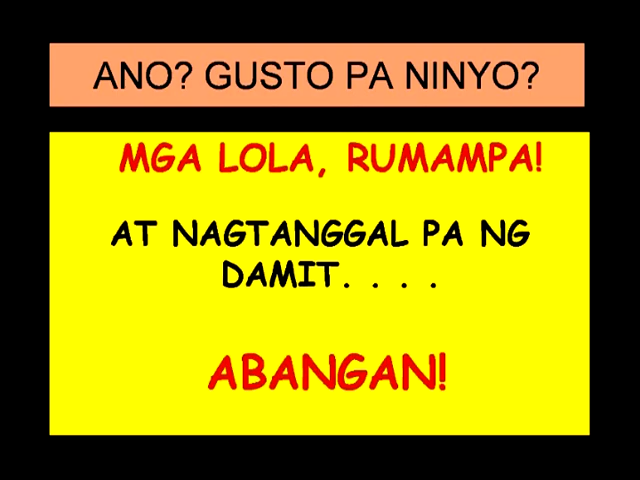 ANO? GUSTO PA NINYO?
MGA LOLA, RUMAMPA!
AT NAGTANGGAL PA NG
DAMIT. . . .
ABANGAN!